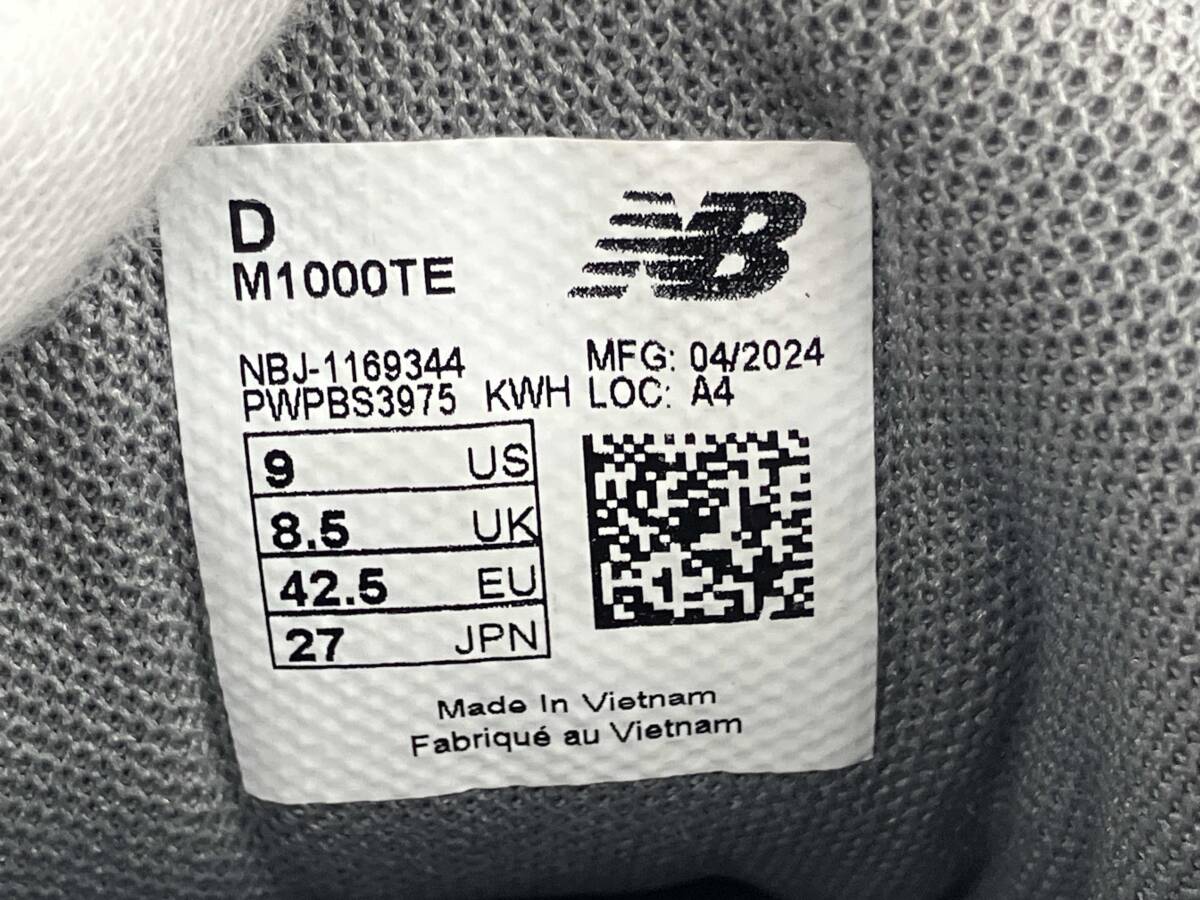 D
NB
M1000TE
NBJ-1169344 MFG: 04/2024
PWPBS3975 KWH LOC: A4
9 US
8.5 UK
42.5 EU
27 JPN
Made In Vietnam
Fabriqué au Vietnam